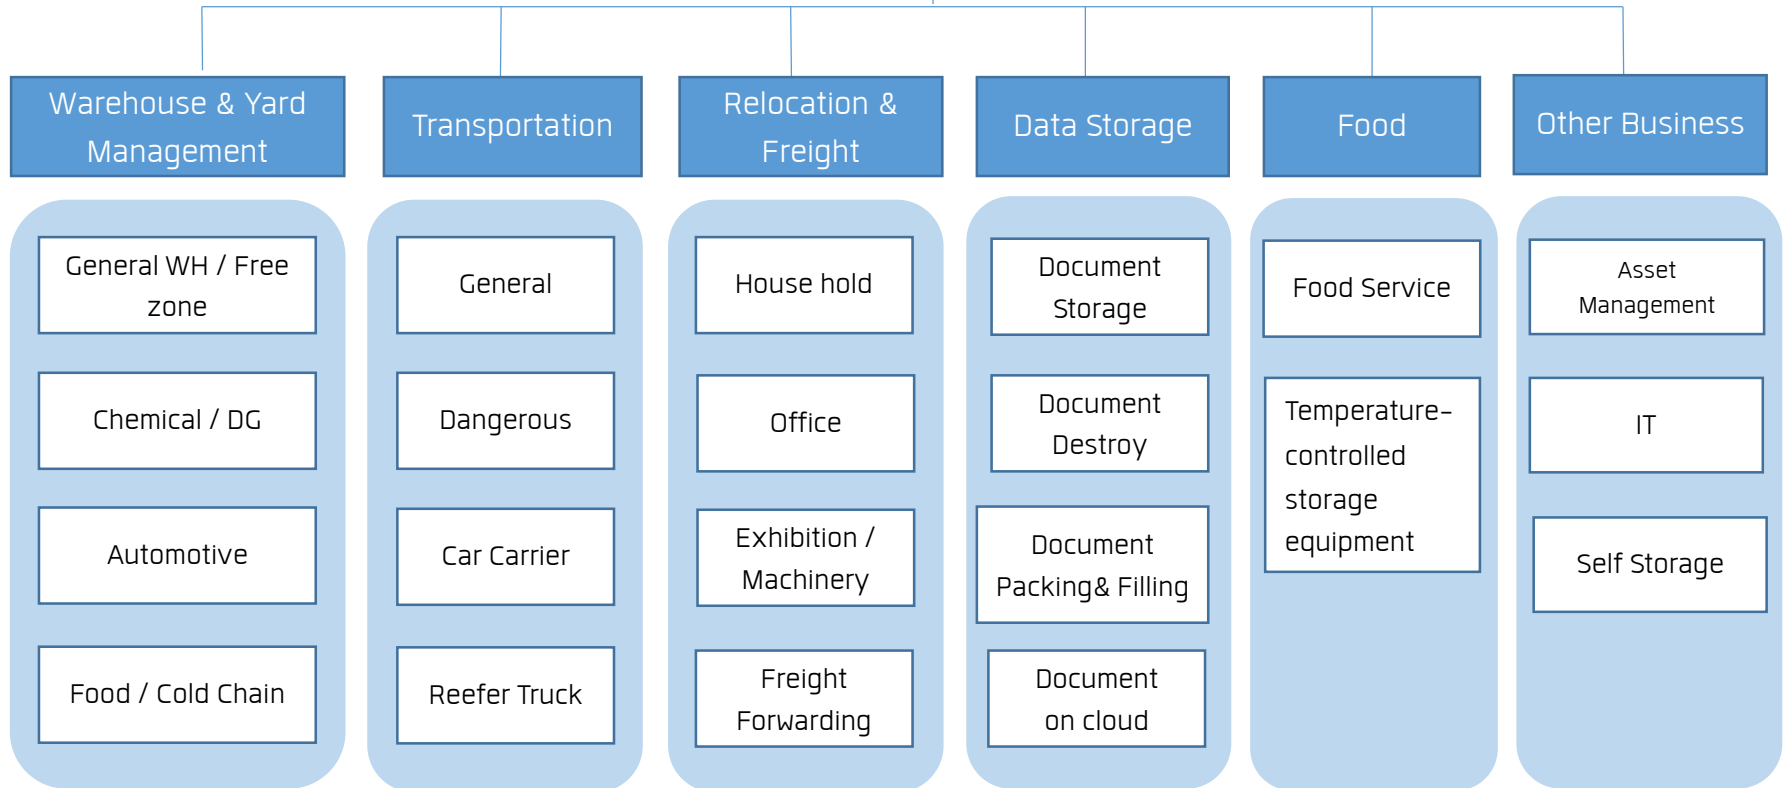 Warehouse & Yard
Management
Transportation
Relocation &
Freight
Data Storage
Food
Other Business
General WH / Free
zone
Chemical / DG
Automotive
Food / Cold Chain
General
Dangerous
Car Carrier
Reefer Truck
House hold
Office
Exhibition /
Machinery
Freight
Forwarding
Document
Storage
Document
Destroy
Document
Packing& Filling
Document
on cloud
Food Service
Temperature-
controlled
storage
equipment
Asset
Management
IT
Self Storage